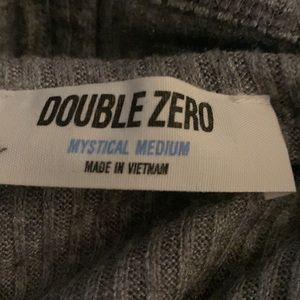 DOUBLE ZERO
MYSTICAL MEDIUM
MADE IN VIETNAM